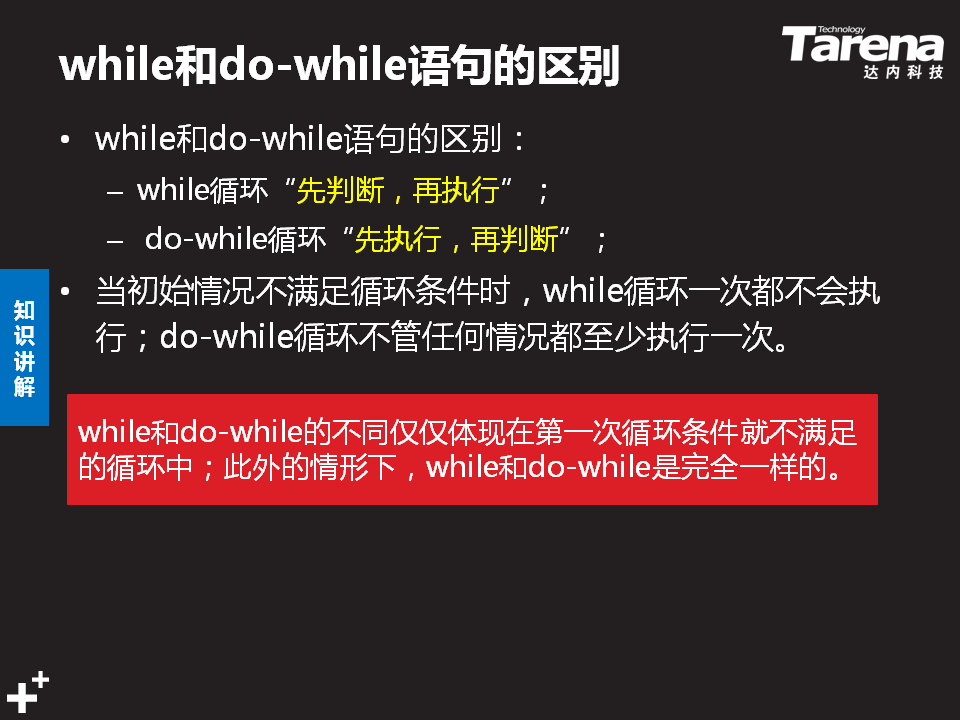 while和do-while语句的区别
Technology
Tarena
达内科技
• while和do-while语句的区别：
– while循环“先判断，再执行”；
– do-while循环“先执行，再判断”；
• 当初始情况不满足循环条件时，while循环一次都不会执
行；do-while循环不管任何情况都至少执行一次。
知
识
讲
解
while和do-while的不同仅仅体现在第一次循环条件就不满足
的循环中；此外的情形下，while和do-while是完全一样的。